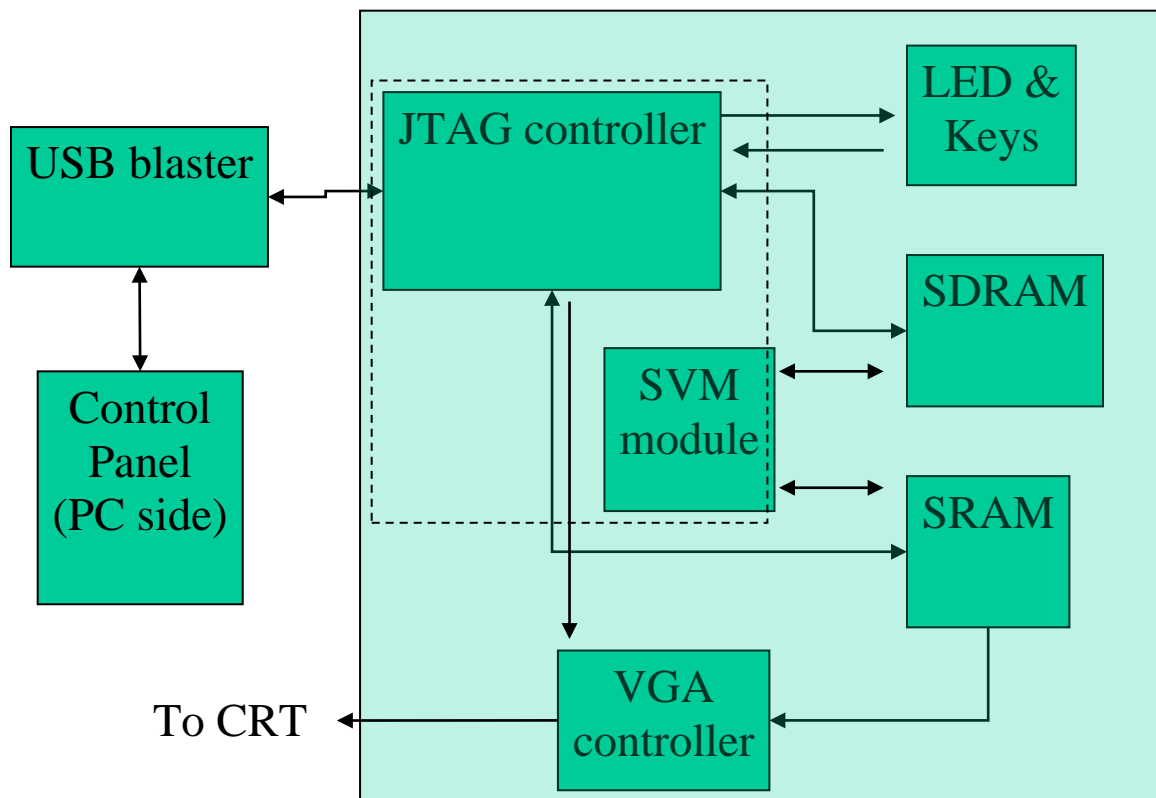 USB blaster
Control
Panel
(PC side)
JTAG controller
LED &
Keys
SDRAM
SVM
module
SRAM
VGA
controller
To CRT